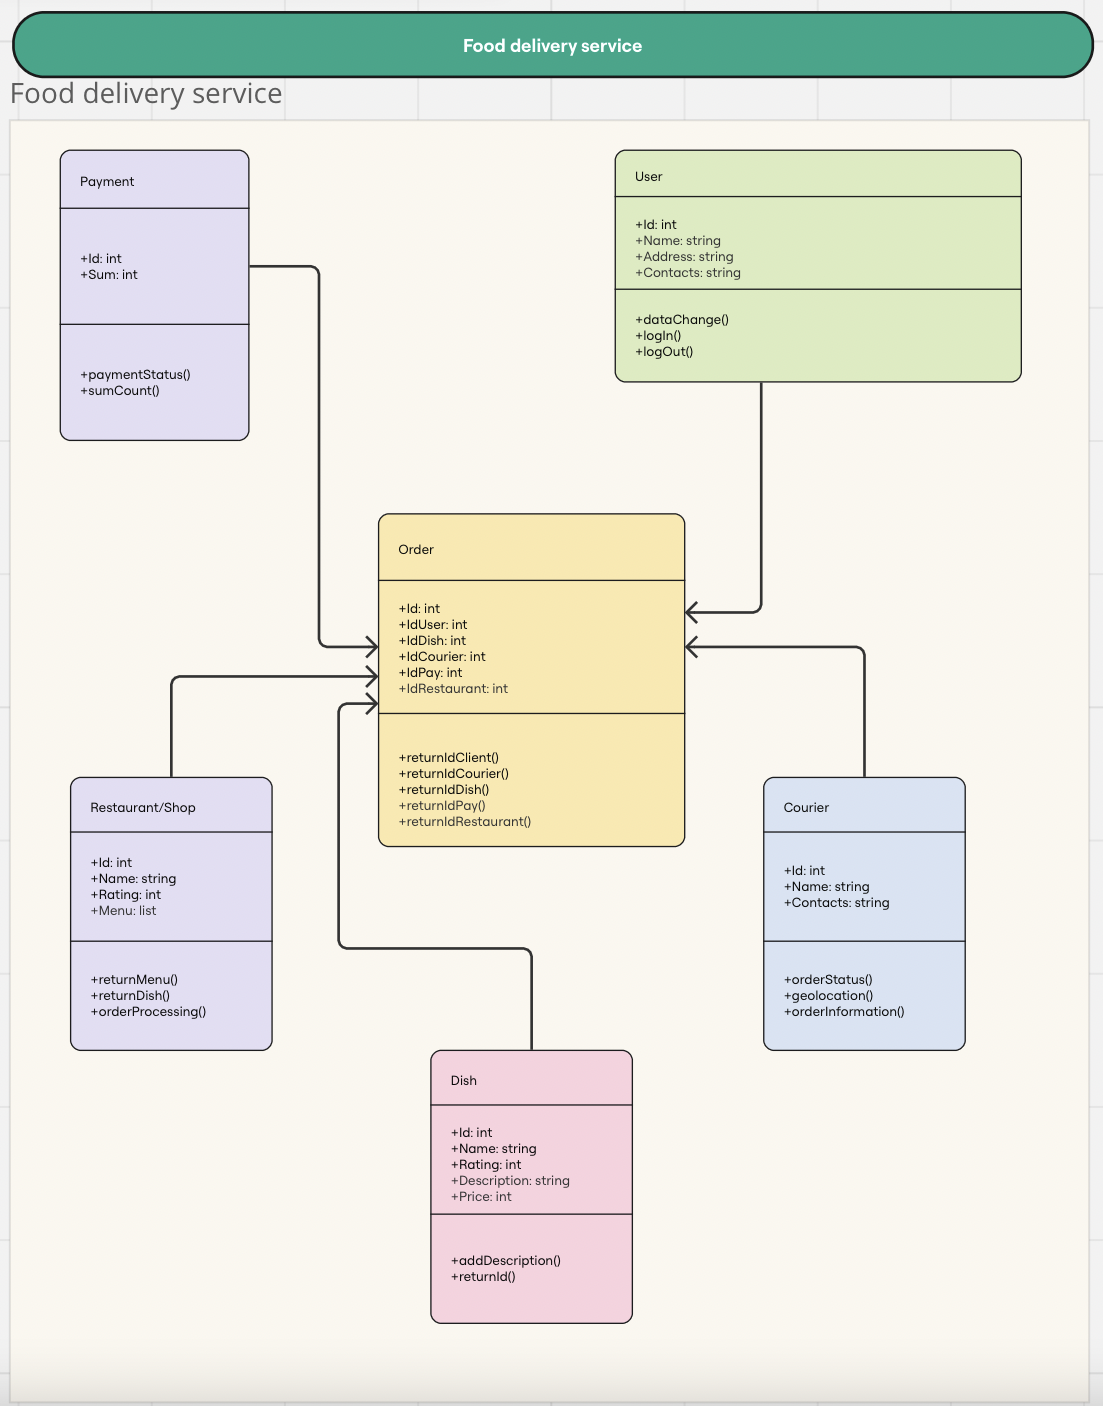 Food delivery service
Food delivery service
Payment
+Id: int
+Sum: int
+paymentStatus()
+sumCount()
User
+Id: int
+Name: string
+Address: string
+Contacts: string
+dataChange()
+logIn()
+logOut()
Order
+Id: int
+IdUser: int
+IdDish: int
+IdCourier: int
+IdPay: int
+IdRestaurant: int
+returnIdClient()
+returnIdCourier()
+returnIdDish()
+returnIdPay()
+returnIdRestaurant()
Restaurant/Shop
+Id: int
+Name: string
+Rating: int
+Menu: list
+returnMenu()
+returnDish()
+orderProcessing()
Courier
+Id: int
+Name: string
+Contacts: string
+orderStatus()
+geolocation()
+orderInformation()
Dish
+Id: int
+Name: string
+Rating: int
+Description: string
+Price: int
+addDescription()
+returnId()